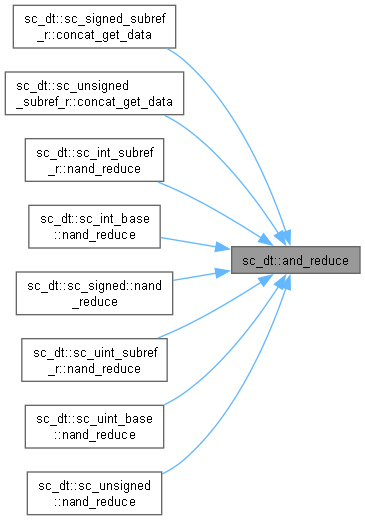 sc_dt::sc_signed_subref
_r::concat_get_data
sc_dt::sc_unsigned
_subref_r::concat_get_data
sc_dt::sc_int_subref
_r::nand_reduce
sc_dt::sc_int_base
::nand_reduce
sc_dt::and_reduce
sc_dt::sc_signed::nand
_reduce
sc_dt::sc_uint_subref
_r::nand_reduce
sc_dt::sc_uint_base
::nand_reduce
sc_dt::sc_unsigned
::nand_reduce